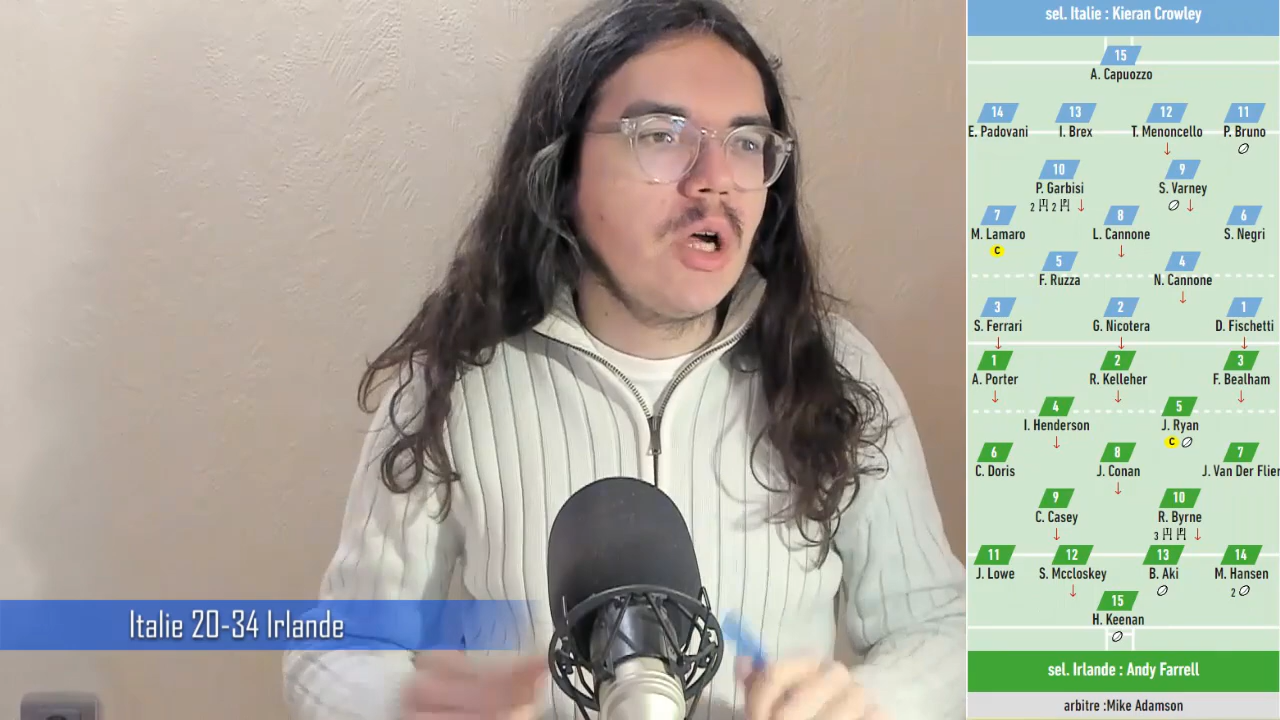 sel. Italie : Kieran Crowley
15
A. Capuozzo
14 13 12 11
E. Padovani I. Brex T. Menoncello P. Bruno
10 9
P. Garbisi S. Varney
2 2
7 8 6
M. Lamaro L. Cannone S. Negri
C
5 4
F. Ruzza N. Cannone
3 2 1
S. Ferrari G. Nicotera D. Fischetti
1 2 3
A. Porter R. Kelleher F. Bealham
4 5
I. Henderson J. Ryan
C
6 8 7
C. Doris J. Conan J. Van Der Flier
9 10
C. Casey R. Byrne
3
11 12 13 14
J. Lowe S. Mccloskey B. Aki M. Hansen
2
15
H. Keenan
sel. Irlande : Andy Farrell
arbitre :Mike Adamson
Italie 20-34 Irlande